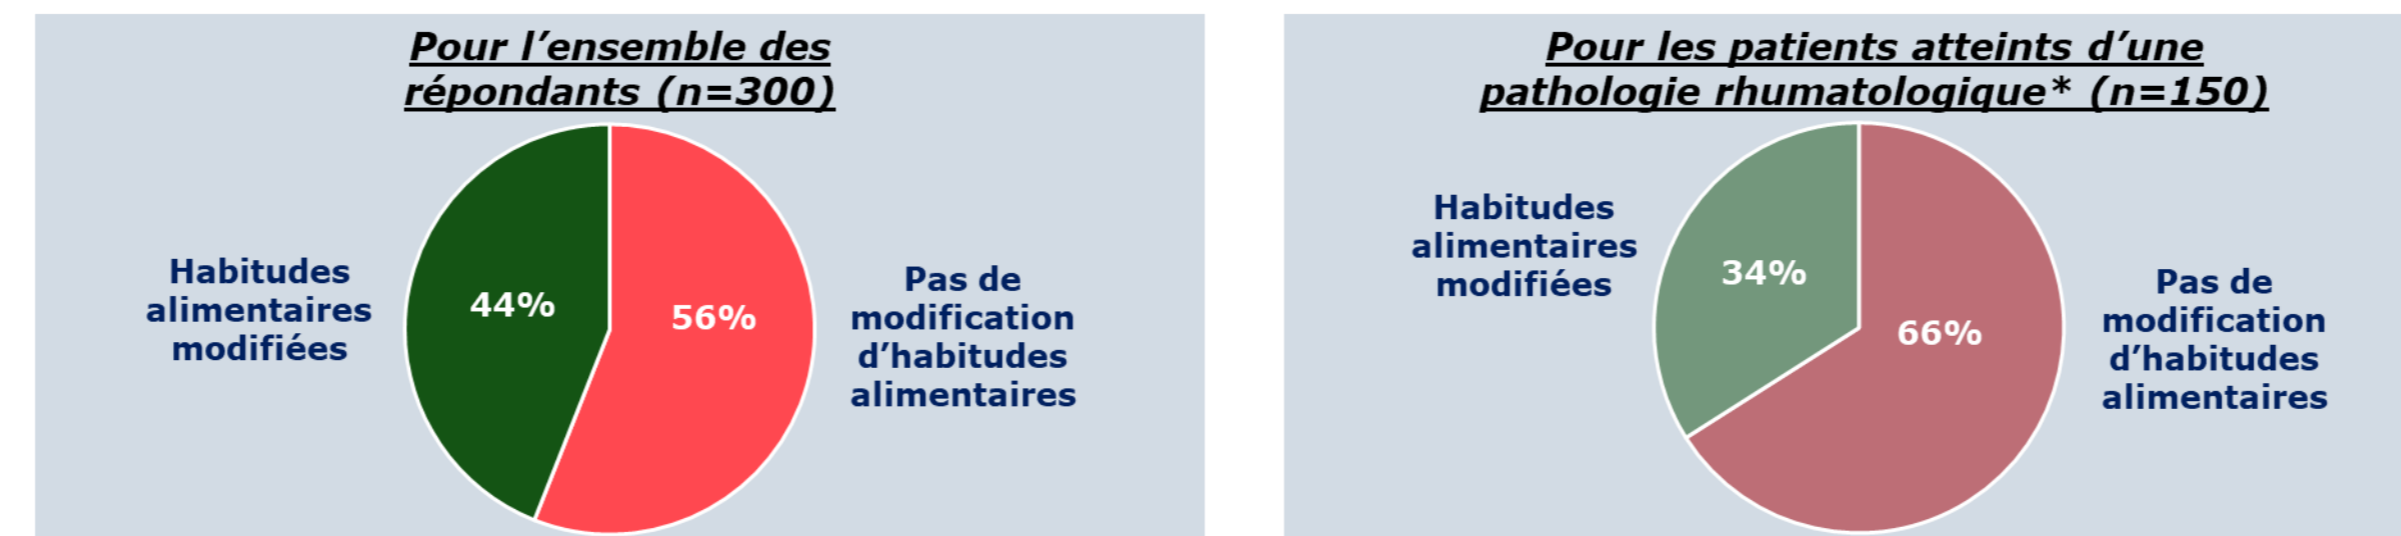 Pour l’ensemble des
répondants (n=300)
Habitudes
alimentaires
modifiées
44%
56%
Pas de
modification
d’habitudes
alimentaires
Pour les patients atteints d’une
pathologie rhumatologique* (n=150)
Habitudes
alimentaires
modifiées
34%
66%
Pas de
modification
d’habitudes
alimentaires